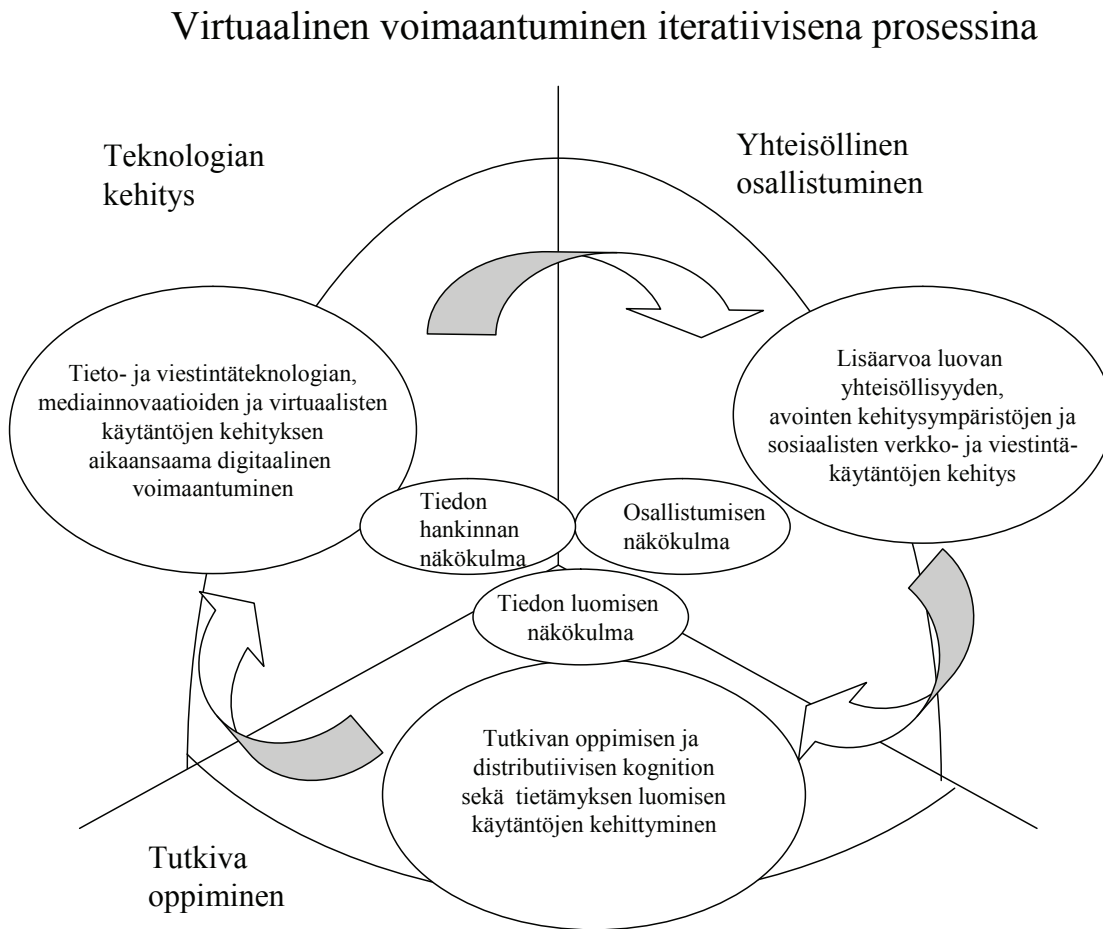 Virtuaalinen voimaantuminen iteratiivisena prosessina
Teknologian
kehitys
Yhteisöllinen
osallistuminen
Tieto- ja viestintäteknologian,
mediainnovaatioiden ja virtuaalisten
käytäntöjen kehityksen
aikaansaama digitaalinen
voimaantuminen
Lisäarvoa luovan
yhteisöllisyyden,
avointen kehitysympäristöjen ja
sosiaalisten verkko- ja viestintä-
käytäntöjen kehitys
Tiedon
hankinnan
näkökulma
Osallistumisen
näkökulma
Tiedon luomisen
näkökulma
Tutkivan oppimisen ja
distributiivisen kognition
sekä tietämyksen luomisen
käytäntöjen kehittyminen
Tutkiva
oppiminen